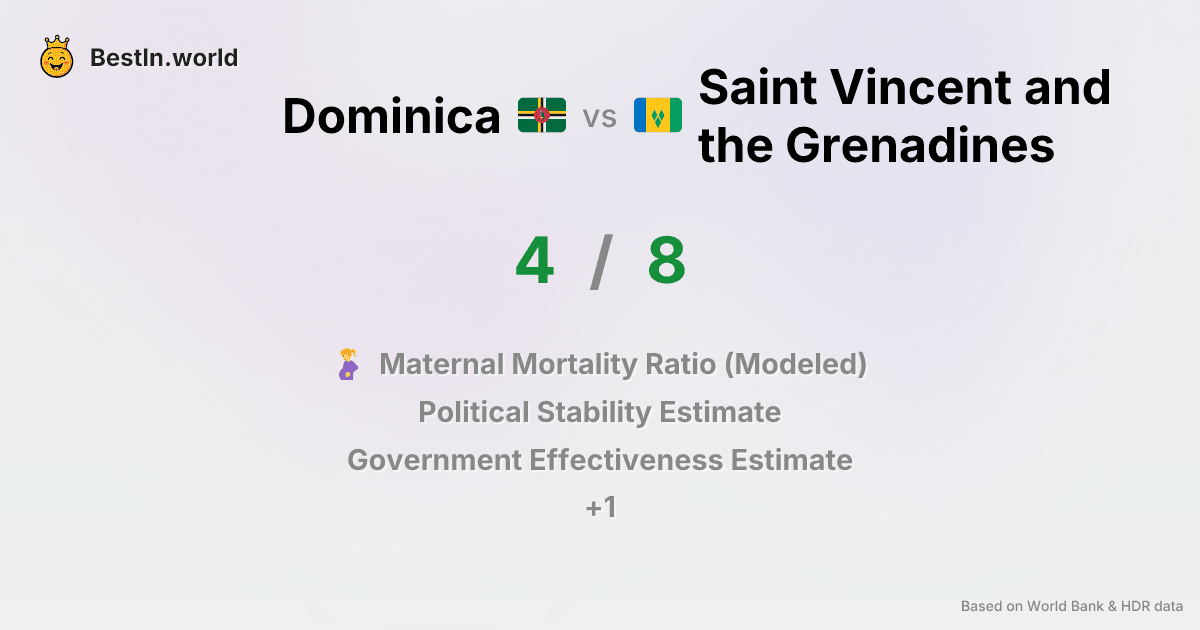 BestIn.world
Dominica vs Saint Vincent and
the Grenadines
4 / 8
Maternal Mortality Ratio (Modeled)
Political Stability Estimate
Government Effectiveness Estimate
+1
Based on World Bank & HDR data